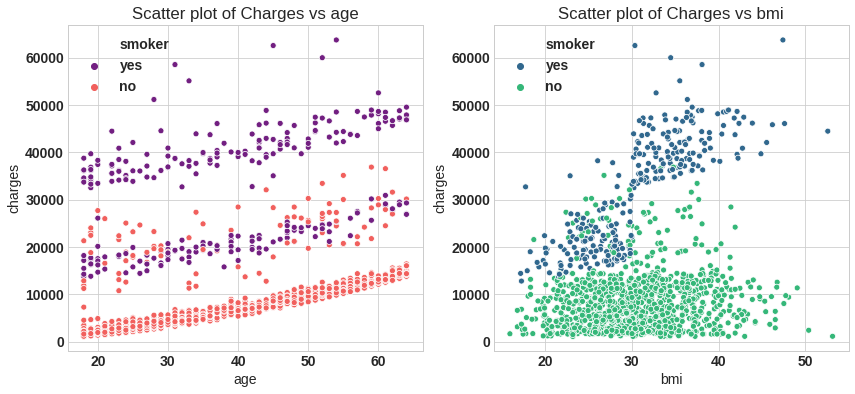 Scatter plot of Charges vs age
charges
60000
50000
40000
30000
20000
10000
0
smoker
yes
no
20
30
40
50
60
age
Scatter plot of Charges vs bmi
charges
60000
50000
40000
30000
20000
10000
0
smoker
yes
no
20
30
40
50
bmi